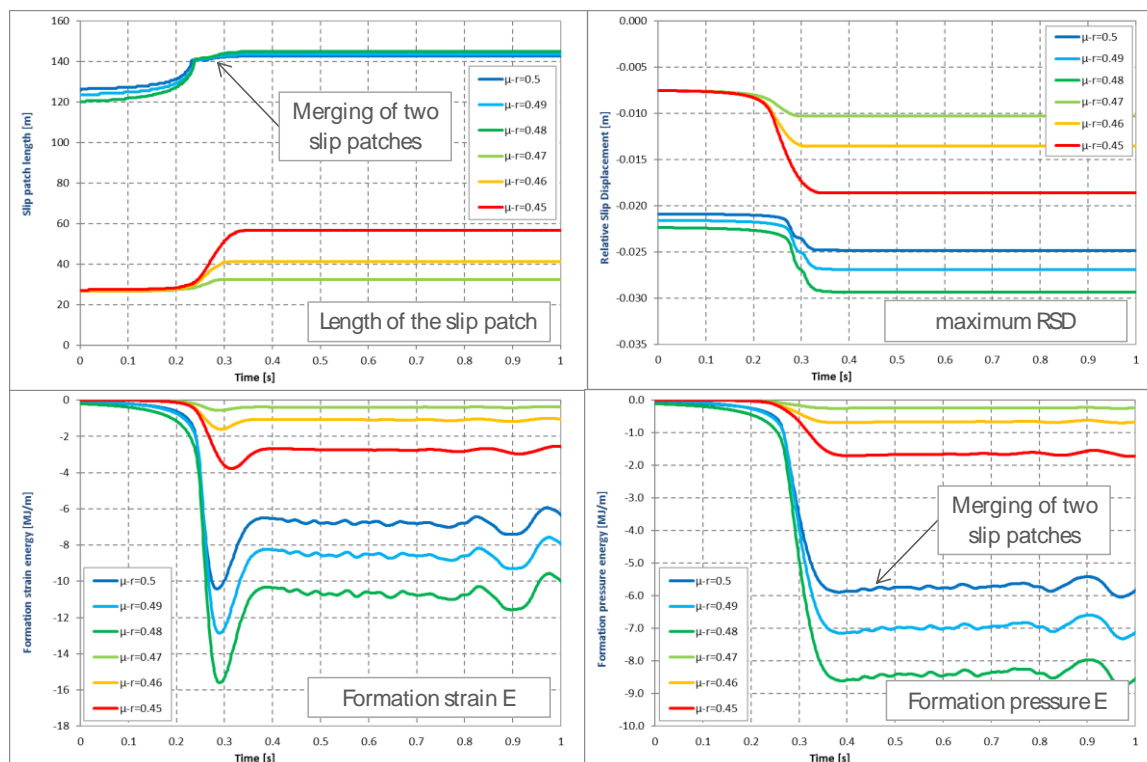 160
140
120
100
80
60
40
20
0
Slip patch length [m]
0 0.1 0.2 0.3 0.4 0.5 0.6 0.7 0.8 0.9 1
Time [s]
μ-r=0.5
μ-r=0.49
μ-r=0.48
μ-r=0.47
μ-r=0.46
μ-r=0.45
Merging of two
slip patches
Length of the slip patch
0.000
-0.005
-0.010
-0.015
-0.020
-0.025
-0.030
-0.035
Relative Slip Displacement [m]
0 0.1 0.2 0.3 0.4 0.5 0.6 0.7 0.8 0.9 1
Time [s]
μ-r=0.5
μ-r=0.49
μ-r=0.48
μ-r=0.47
μ-r=0.46
μ-r=0.45
maximum RSD
0
-2
-4
-6
-8
-10
-12
-14
-16
-18
Formation strain energy [MJ/m]
0 0.1 0.2 0.3 0.4 0.5 0.6 0.7 0.8 0.9 1
Time [s]
μ-r=0.5
μ-r=0.49
μ-r=0.48
μ-r=0.47
μ-r=0.46
μ-r=0.45
Formation strain E
0.0
-1.0
-2.0
-3.0
-4.0
-5.0
-6.0
-7.0
-8.0
-9.0
-10.0
Formation pressure energy [MJ/m]
0 0.1 0.2 0.3 0.4 0.5 0.6 0.7 0.8 0.9 1
Time [s]
μ-r=0.5
μ-r=0.49
μ-r=0.48
μ-r=0.47
μ-r=0.46
μ-r=0.45
Merging of two
slip patches
Formation pressure E